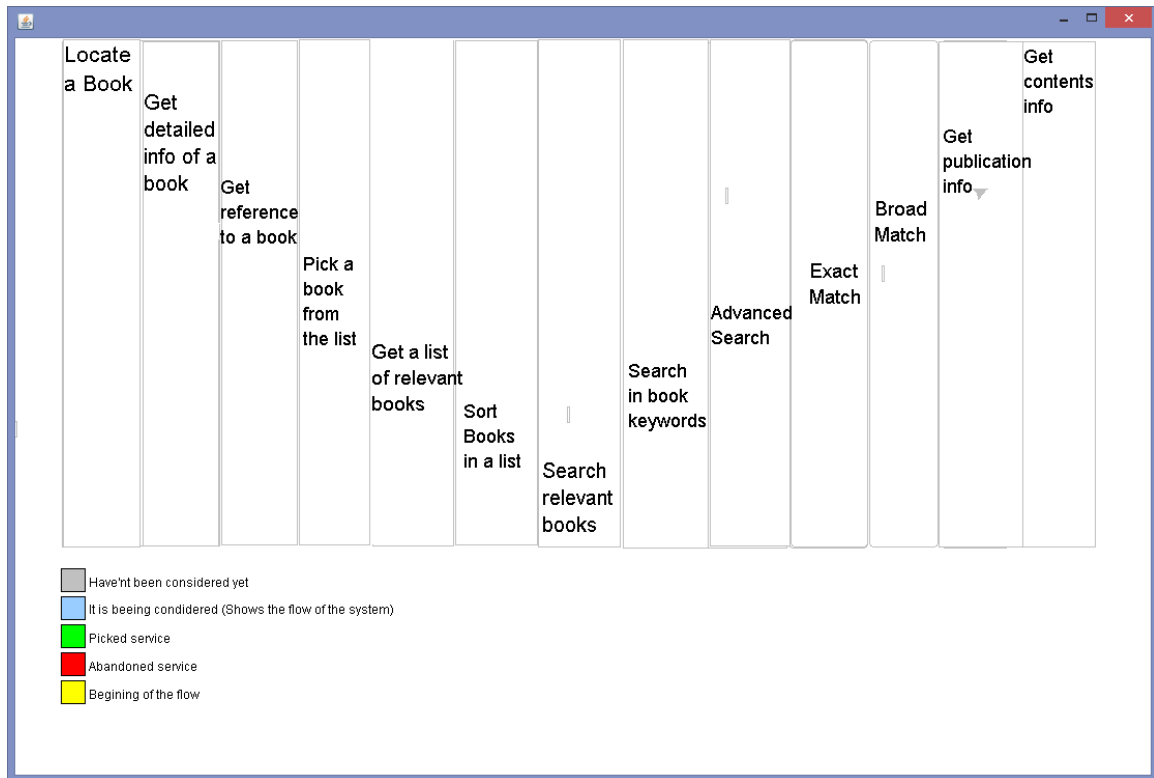 Locate
a Book
Get
detailed
info of a
book
Get
reference
to a book
Pick a
book
from
the list
Get a list
of relevant
books
Sort
Books
in a list
Search
relevant
books
Search
in book
keywords
Advanced
Search
Exact
Match
Broad
Match
Get
publication
info
Get
contents
info
Have'nt been considered yet
It is beeing condidered (Shows the flow of the system)
Picked service
Abandoned service
Begining of the flow